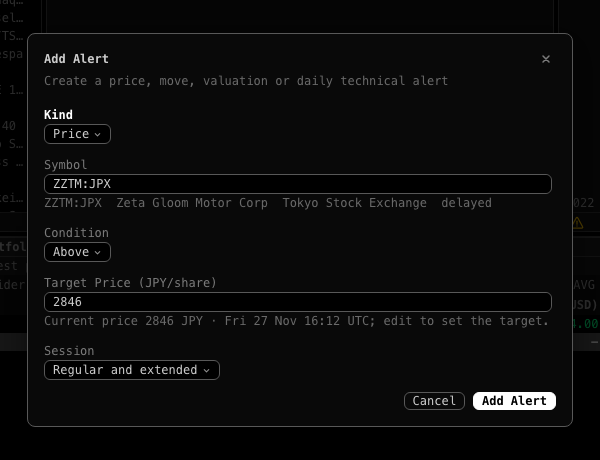 Add Alert ×
Create a price, move, valuation or daily technical alert
Kind
Price
Symbol
ZZTM:JPX
ZZTM:JPX Zeta Gloom Motor Corp Tokyo Stock Exchange delayed
Condition
Above
Target Price (JPY/share)
2846
Current price 2846 JPY · Fri 27 Nov 16:12 UTC; edit to set the target.
Session
Regular and extended
Cancel Add Alert
022
AVG